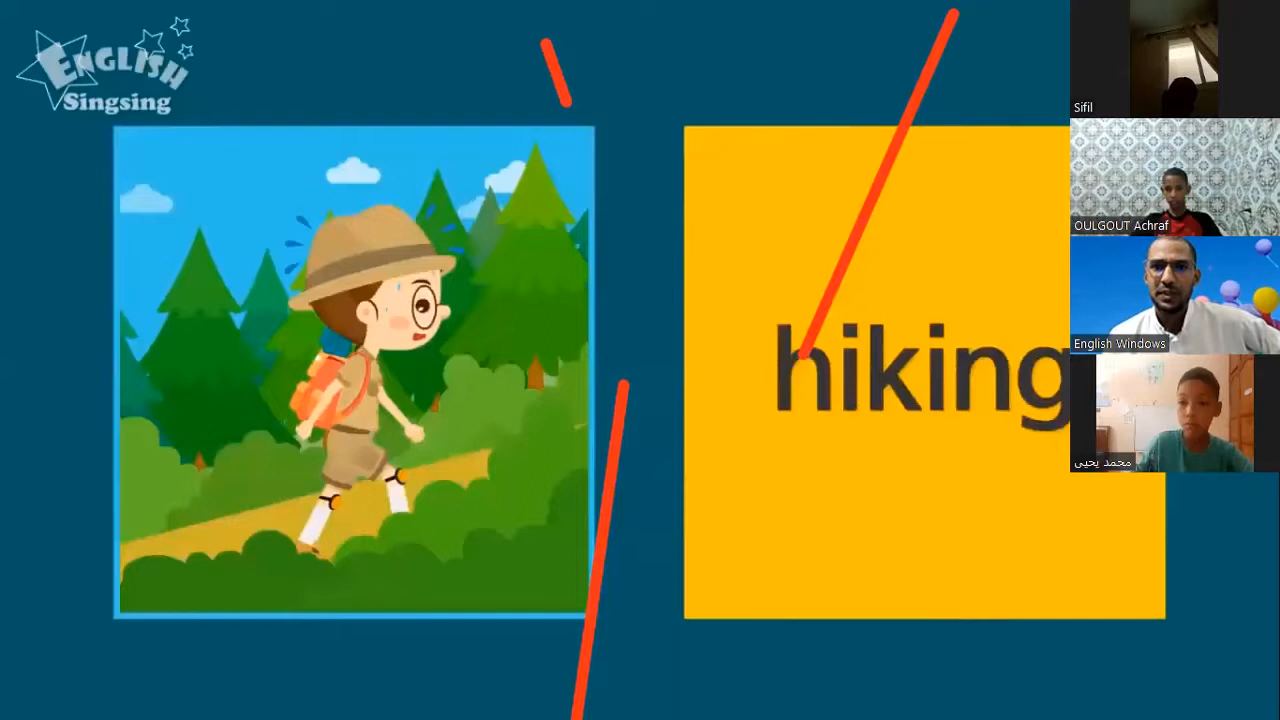 ENGLISH
Singsing
hiking
Sifil
OULGOUT Achraf
English Windows
محمد يحيى